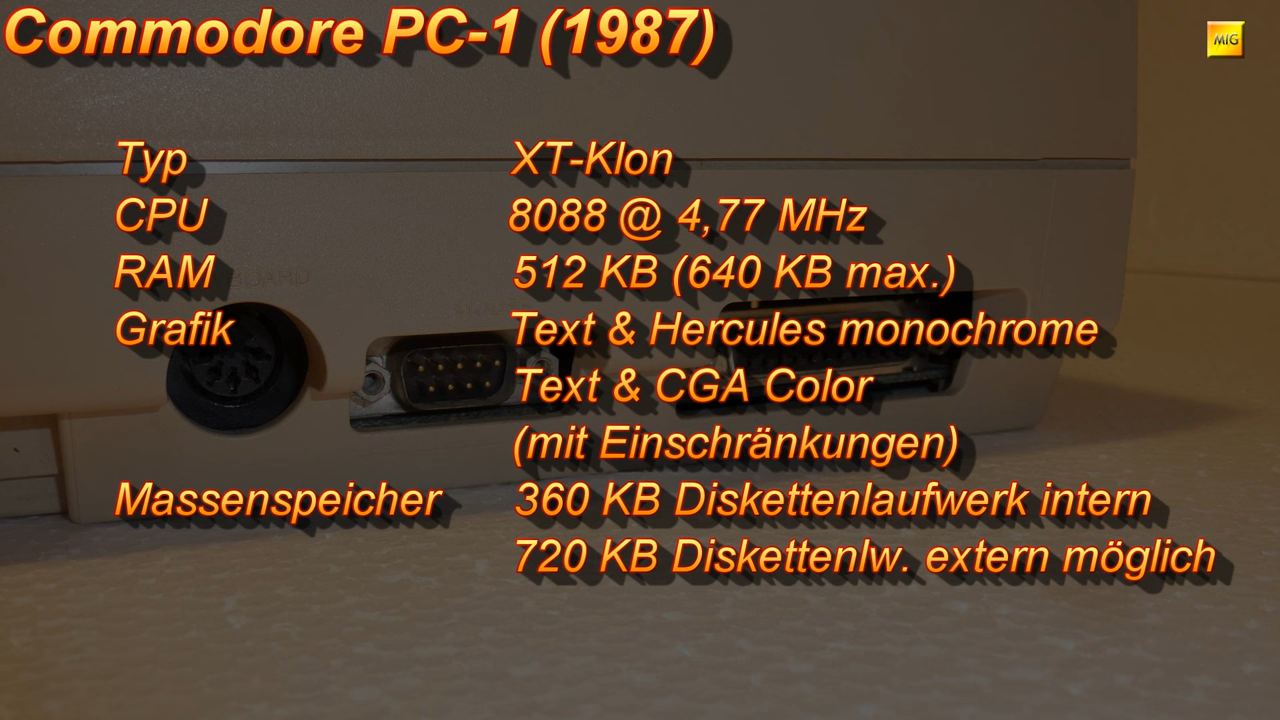 Commodore PC-1 (1987)
MIG
Typ XT-Klon
CPU 8088 @ 4,77 MHz
RAM 512 KB (640 KB max.)
Grafik Text & Hercules monochrome
Text & CGA Color
(mit Einschränkungen)
Massenspeicher 360 KB Diskettenlaufwerk intern
720 KB Diskettenlw. extern möglich